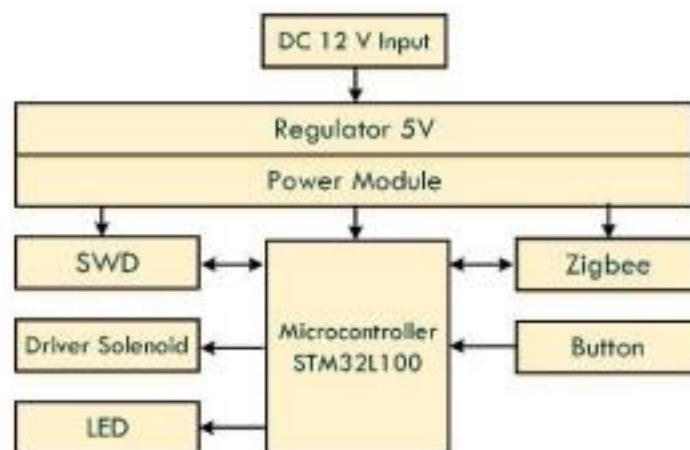 DC 12 V Input
Regulator 5V
Power Module
SWD
Zigbee
Microcontroller
STM32L100
Driver Solenoid
Button
LED